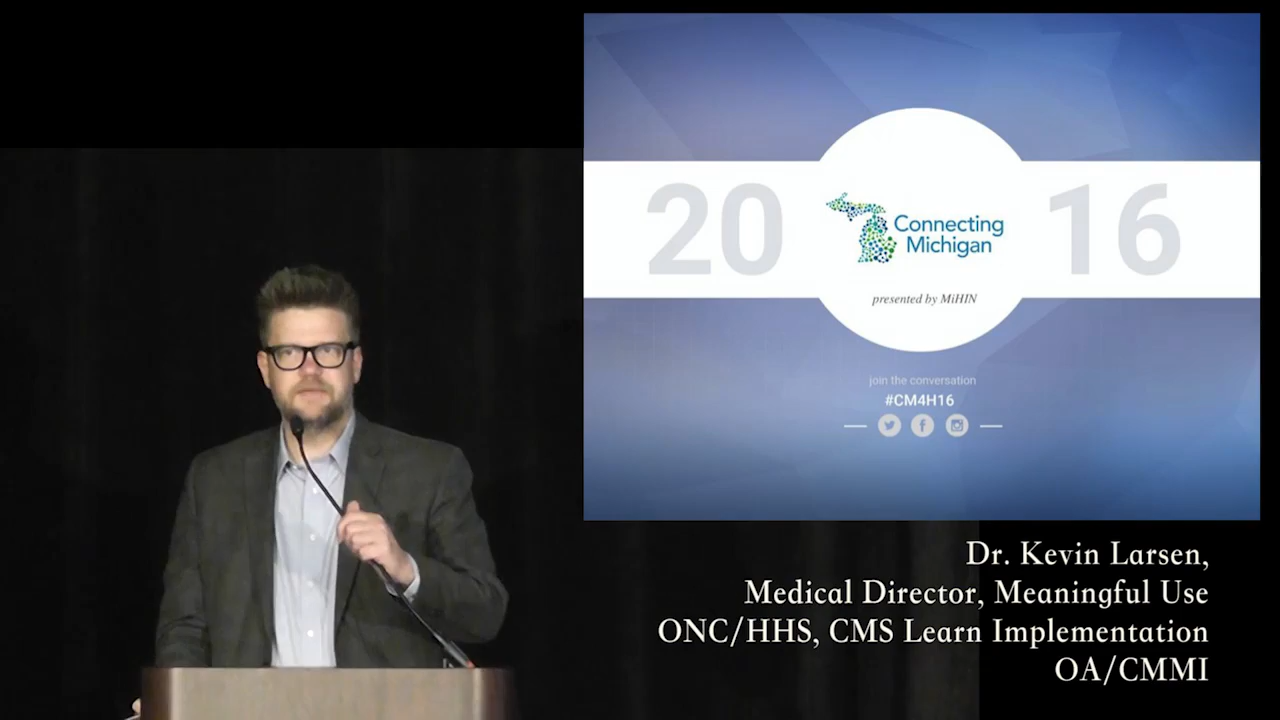 20 16
Connecting
Michigan
presented by MiHIN
join the conversation
#CM4H16
Dr. Kevin Larsen,
Medical Director, Meaningful Use
ONC/HHS, CMS Learn Implementation
OA/CMMI